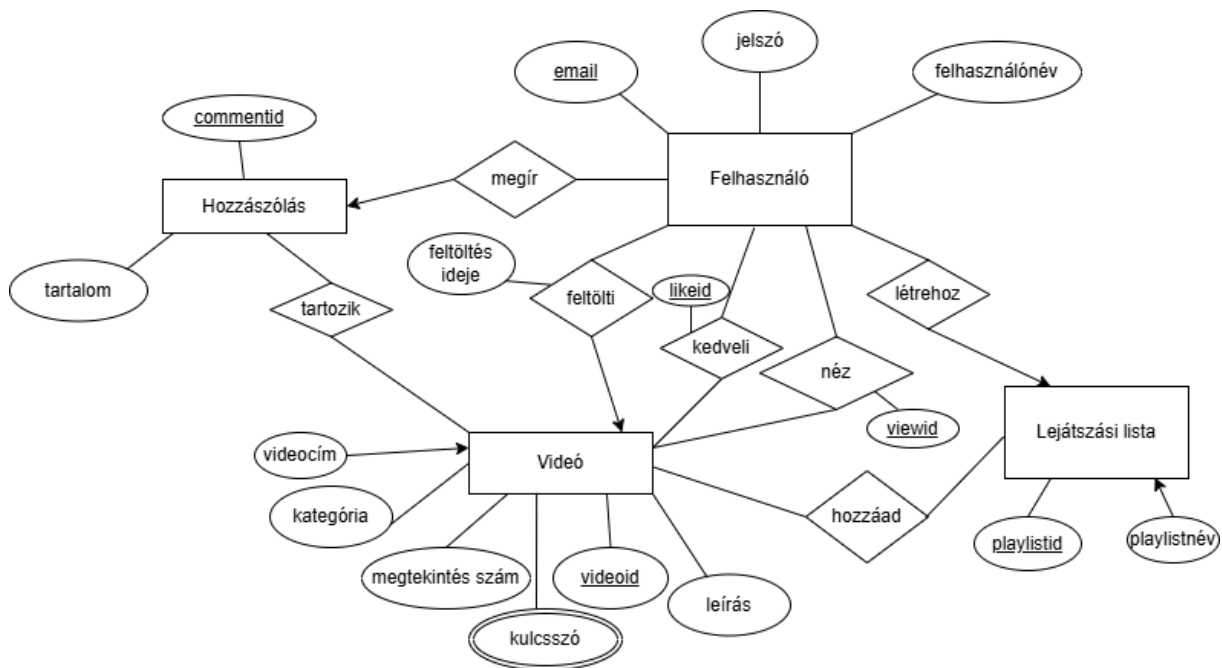 jelszó
email
felhasználónév
commentid
megír
Felhasználó
Hozzászólás
feltöltés
ideje
tartalom
tartozik
feltölti
likeid
létrehoz
kedveli
néz
viewid
Lejátszási lista
videocím
Videó
kategória
hozzáad
playlistid
playlistnév
megtekintés szám
videoid
leírás
kulcsszó